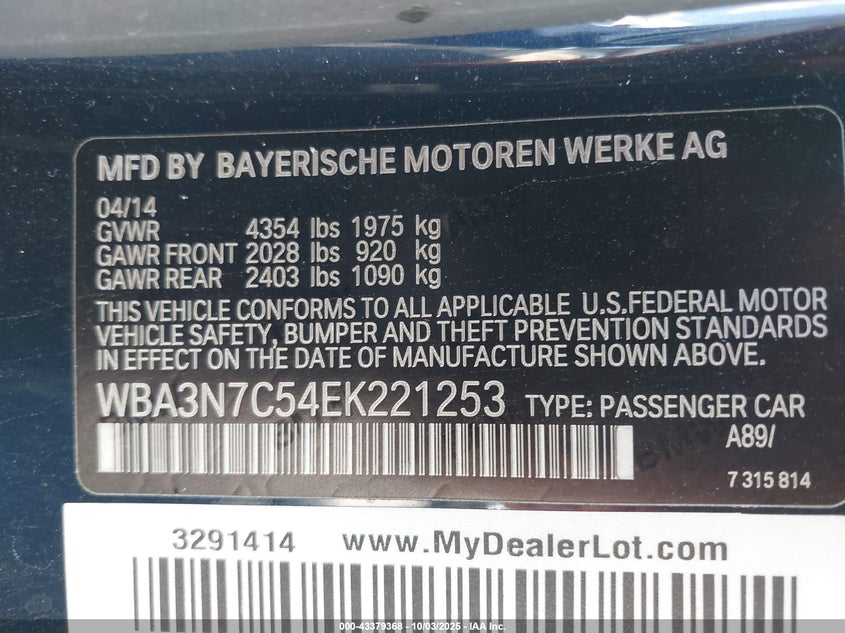 MFD BY BAYERISCHE MOTOREN WERKE AG
04/14
GVWR 4354 lbs 1975 kg
GAWR FRONT 2028 lbs 920 kg
GAWR REAR 2403 lbs 1090 kg
THIS VEHICLE CONFORMS TO ALL APPLICABLE U.S.FEDERAL MOTOR
VEHICLE SAFETY, BUMPER AND THEFT PREVENTION STANDARDS
IN EFFECT ON THE DATE OF MANUFACTURE SHOWN ABOVE.
WBA3N7C54EK221253 TYPE: PASSENGER CAR
A89/
7 315 814
3291414 www.MyDealerLot.com
000-43379368 - 10/03/2025 - IAA Inc.